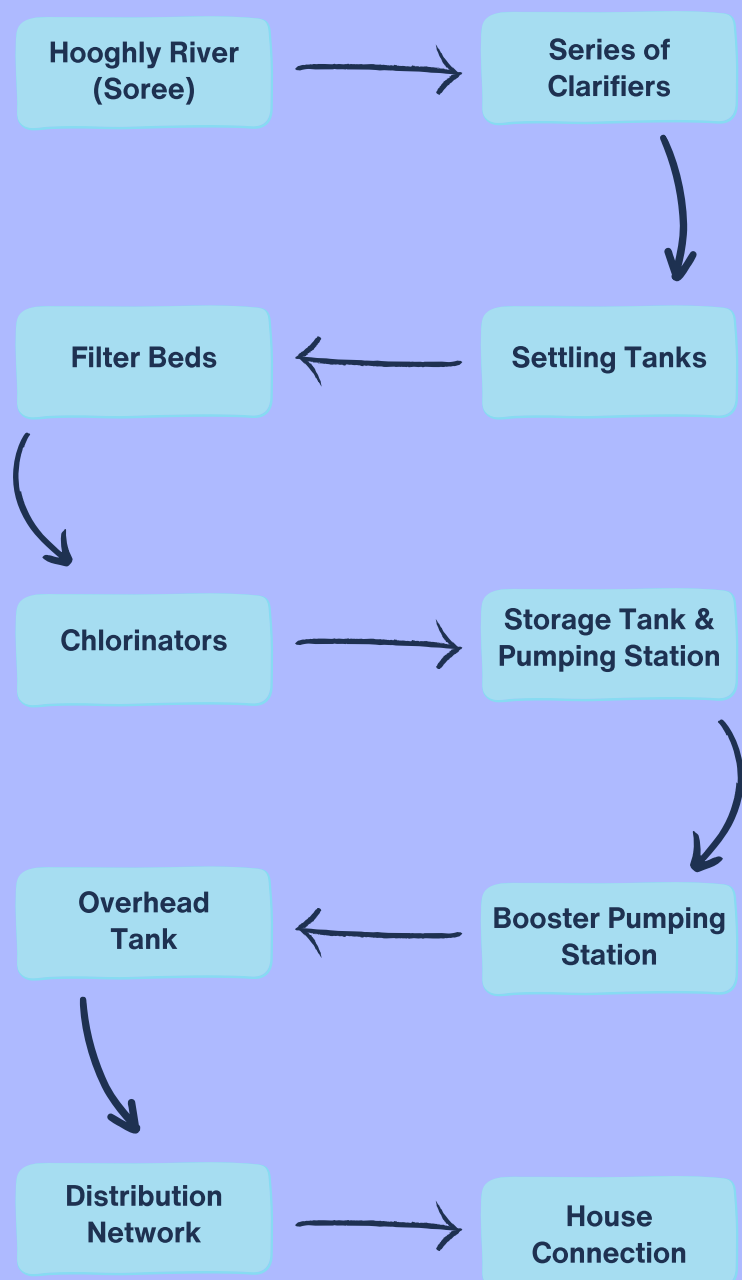 Hooghly River
(Soree)
Series of
Clarifiers
Settling Tanks
Filter Beds
Chlorinators
Storage Tank &
Pumping Station
Booster Pumping
Station
Overhead
Tank
Distribution
Network
House
Connection